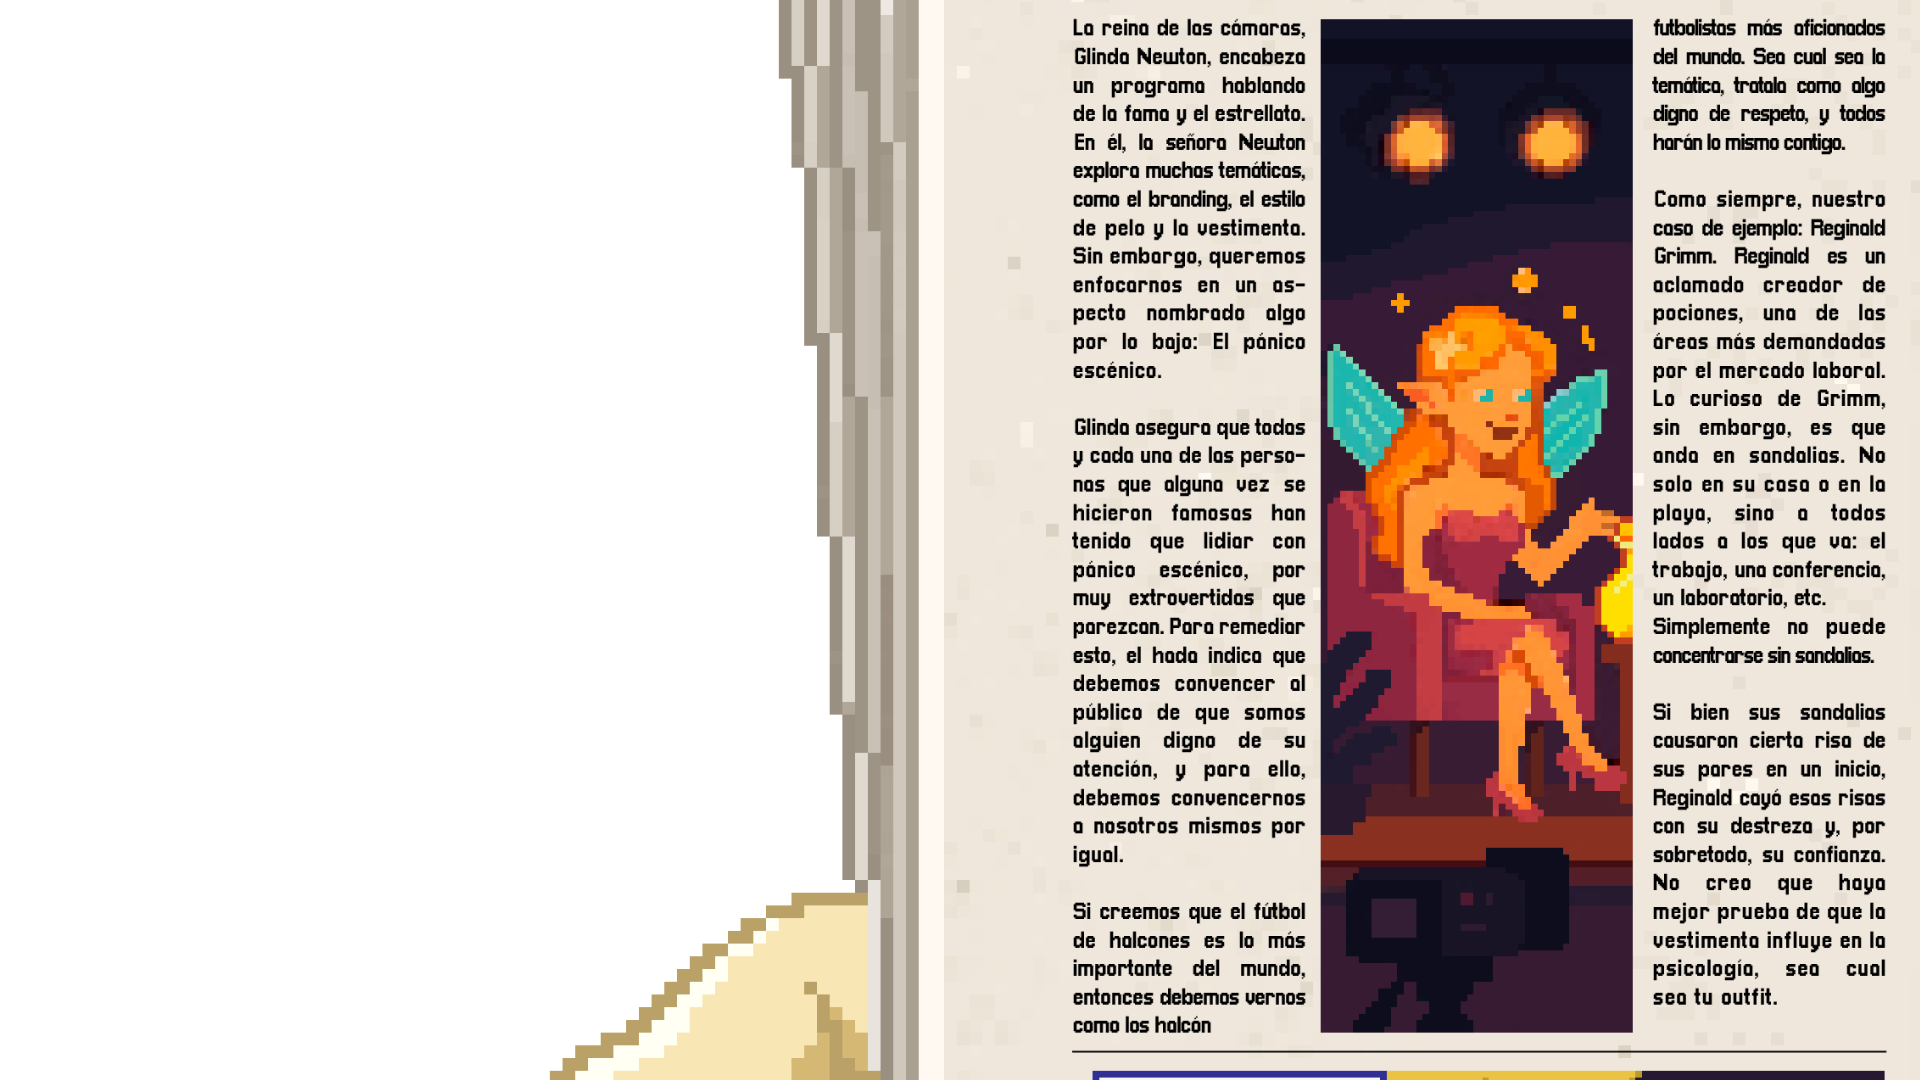 La reina de las cámaras,
Glinda Newton, encabeza
un programa hablando
de la fama y el estrellato.
En él, la señora Newton
explora muchas temáticas,
como el branding, el estilo
de pelo y la vestimenta.
Sin embargo, queremos
enfocarnos en un as-
pecto nombrado algo
por lo bajo: El pánico
escénico.
Glinda asegura que todas
y cada una de las perso-
nas que alguna vez se
hicieron famosas han
tenido que lidiar con
pánico escénico, por
muy extrovertidas que
parezcan. Para remediar
esto, el hada indica que
debemos convencer al
público de que somos
alguien digno de su
atención, y para ello,
debemos convencernos
a nosotros mismos por
igual.
Si creemos que el fútbol
de halcones es lo más
importante del mundo,
entonces debemos vernos
como los halcón
futbolistas más aficionados
del mundo. Sea cual sea la
temática, tratala como algo
digno de respeto, y todos
harán lo mismo contigo.
Como siempre, nuestro
caso de ejemplo: Reginald
Grimm. Reginald es un
aclamado creador de
pociones, una de las
áreas más demandadas
por el mercado laboral.
Lo curioso de Grimm,
sin embargo, es que
anda en sandalias. No
solo en su casa o en la
playa, sino a todos
lados a los que va: el
trabajo, una conferencia,
un laboratorio, etc.
Simplemente no puede
concentrarse sin sandalias.
Si bien sus sandalias
causaron cierta risa de
sus pares en un inicio,
Reginald cayó esas risas
con su destreza y, por
sobretodo, su confianza.
No creo que haya
mejor prueba de que la
vestimenta influye en la
psicología, sea cual
sea tu outfit.